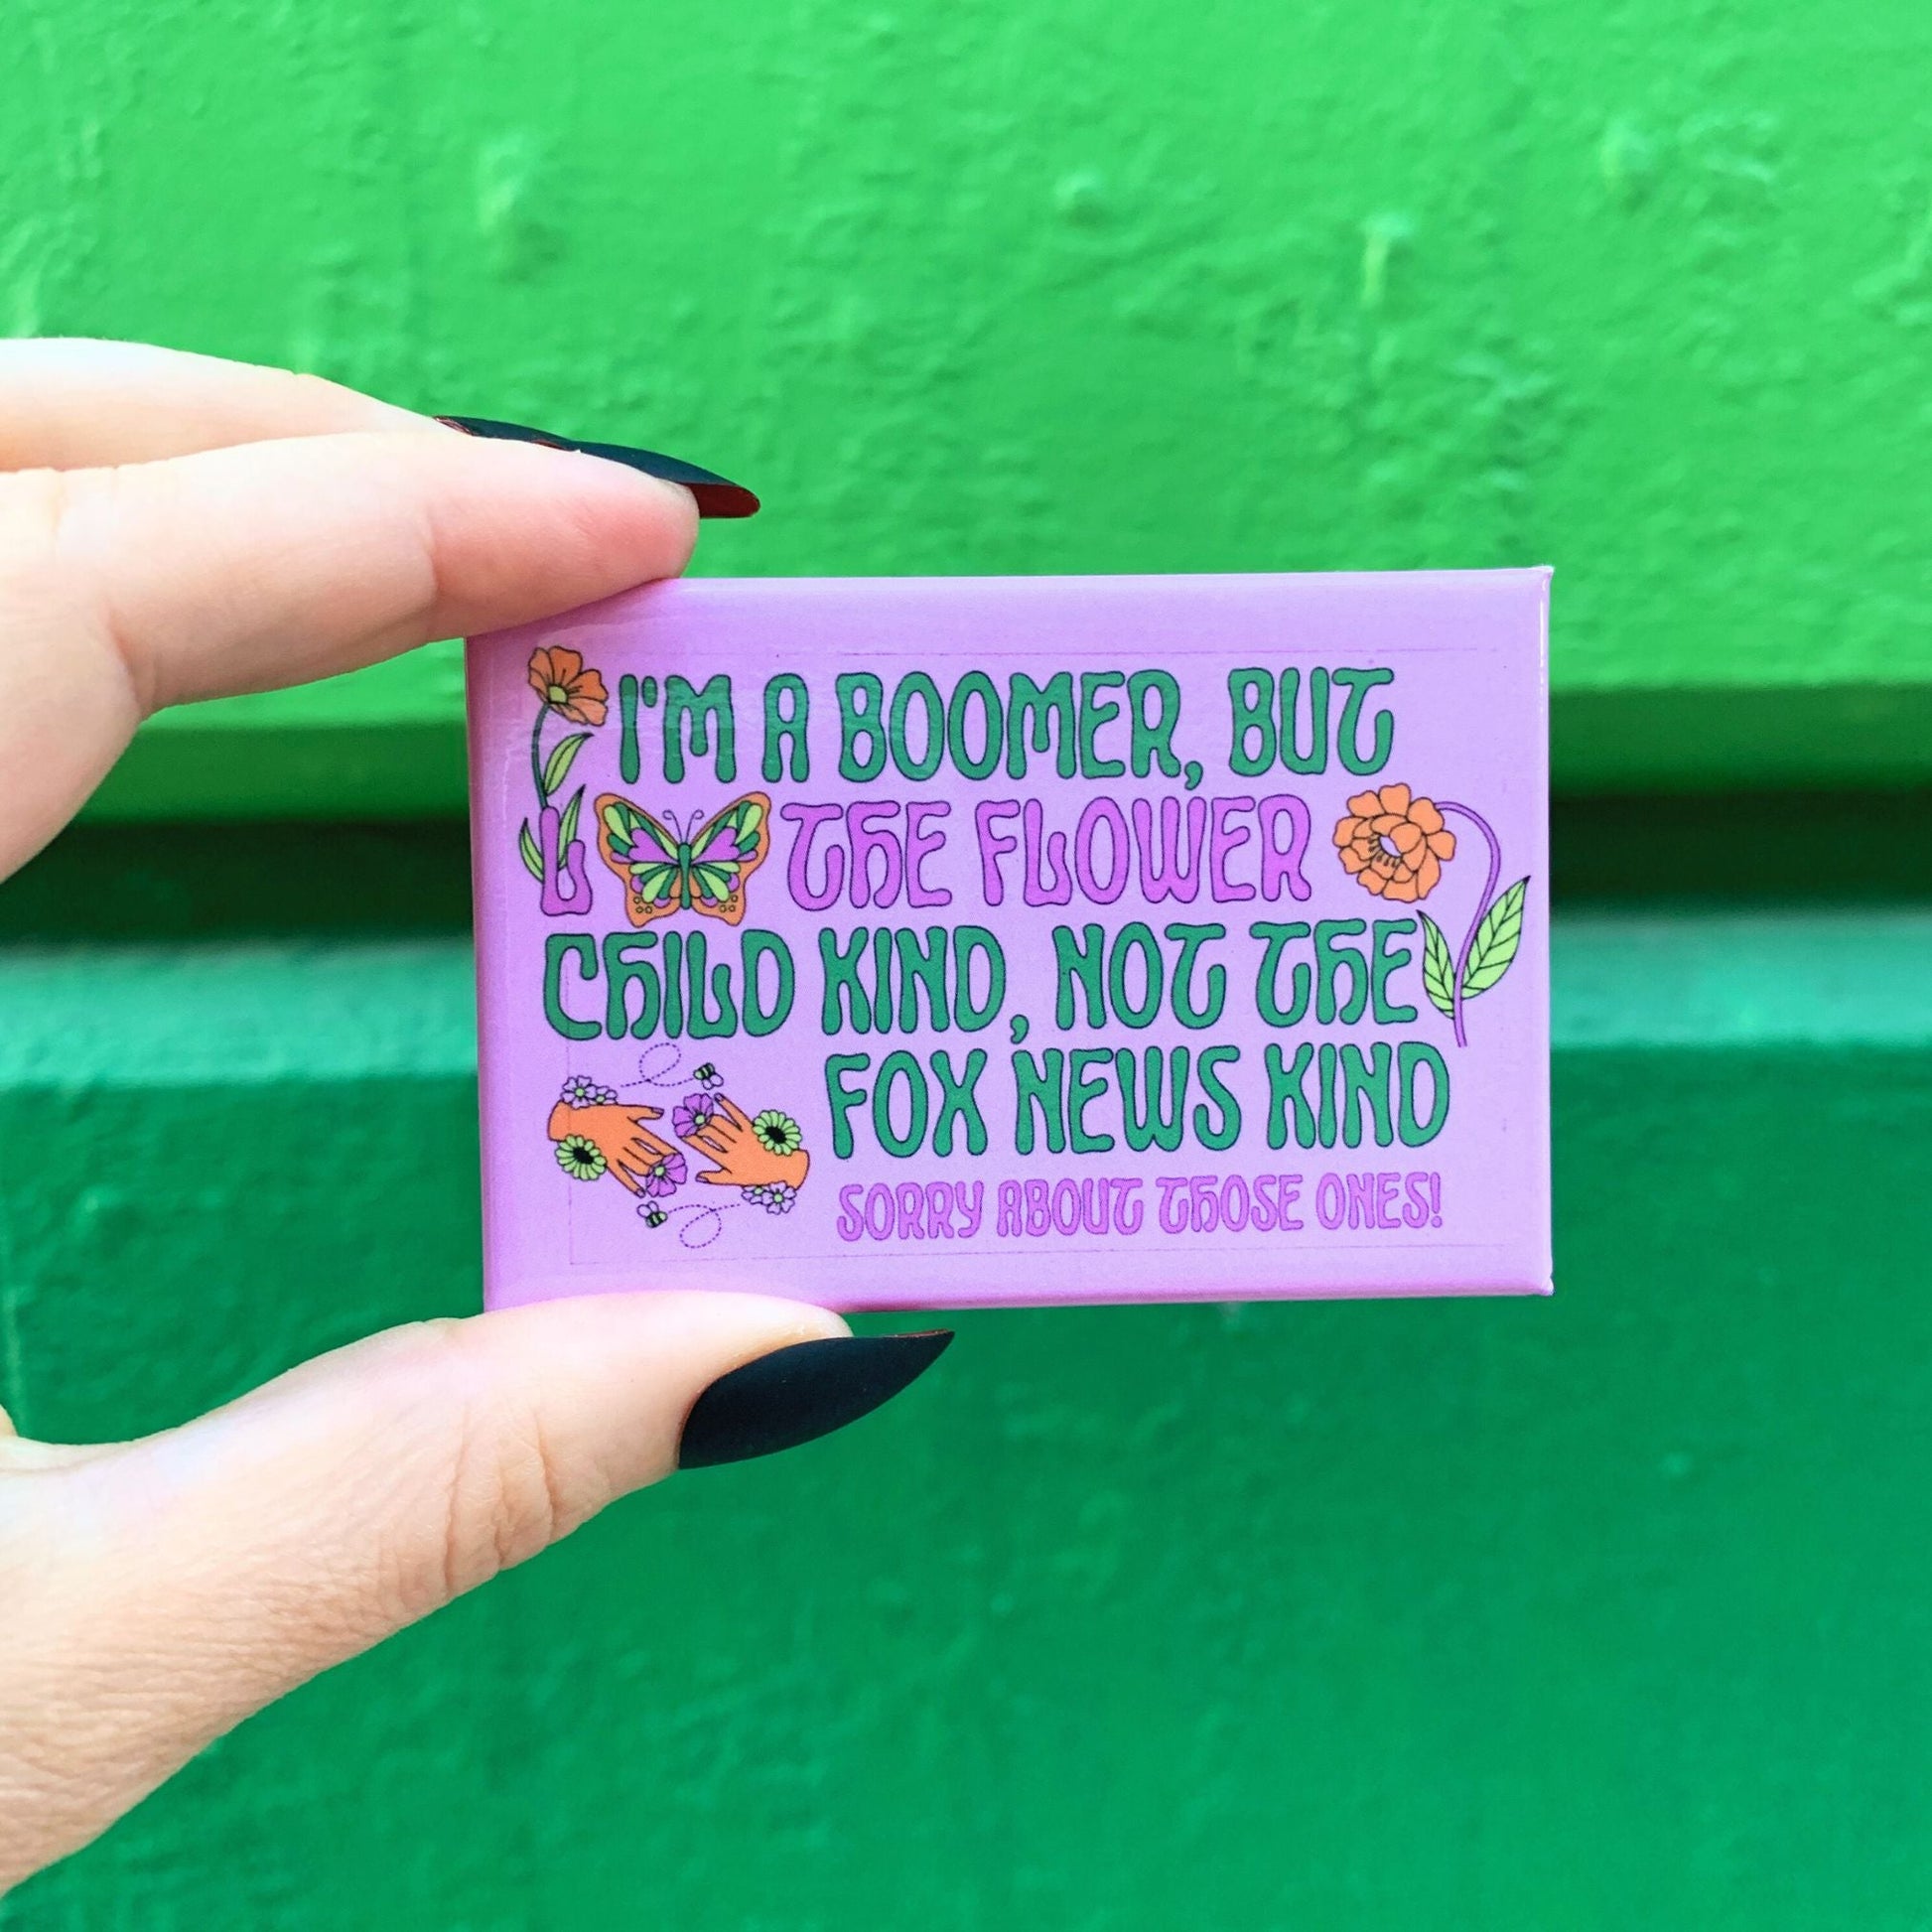 I'M A BOOMER, BUT
L THE FLOWER
CHILD KIND, NOT THE
FOX NEWS KIND
SORRY ABOUT THOSE ONES!